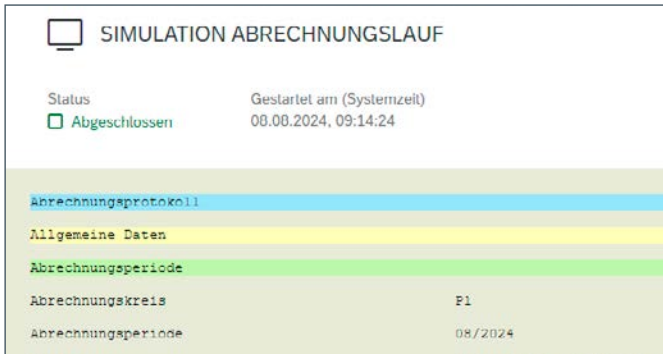 SIMULATION ABRECHNUNGSLAUF
Status Gestartet am (Systemzeit)
Abgeschlossen 08.08.2024, 09:14:24
Abrechnungsprotokoll
Allgemeine Daten
Abrechnungsperiode
Abrechnungskreis P1
Abrechnungsperiode 08/2024